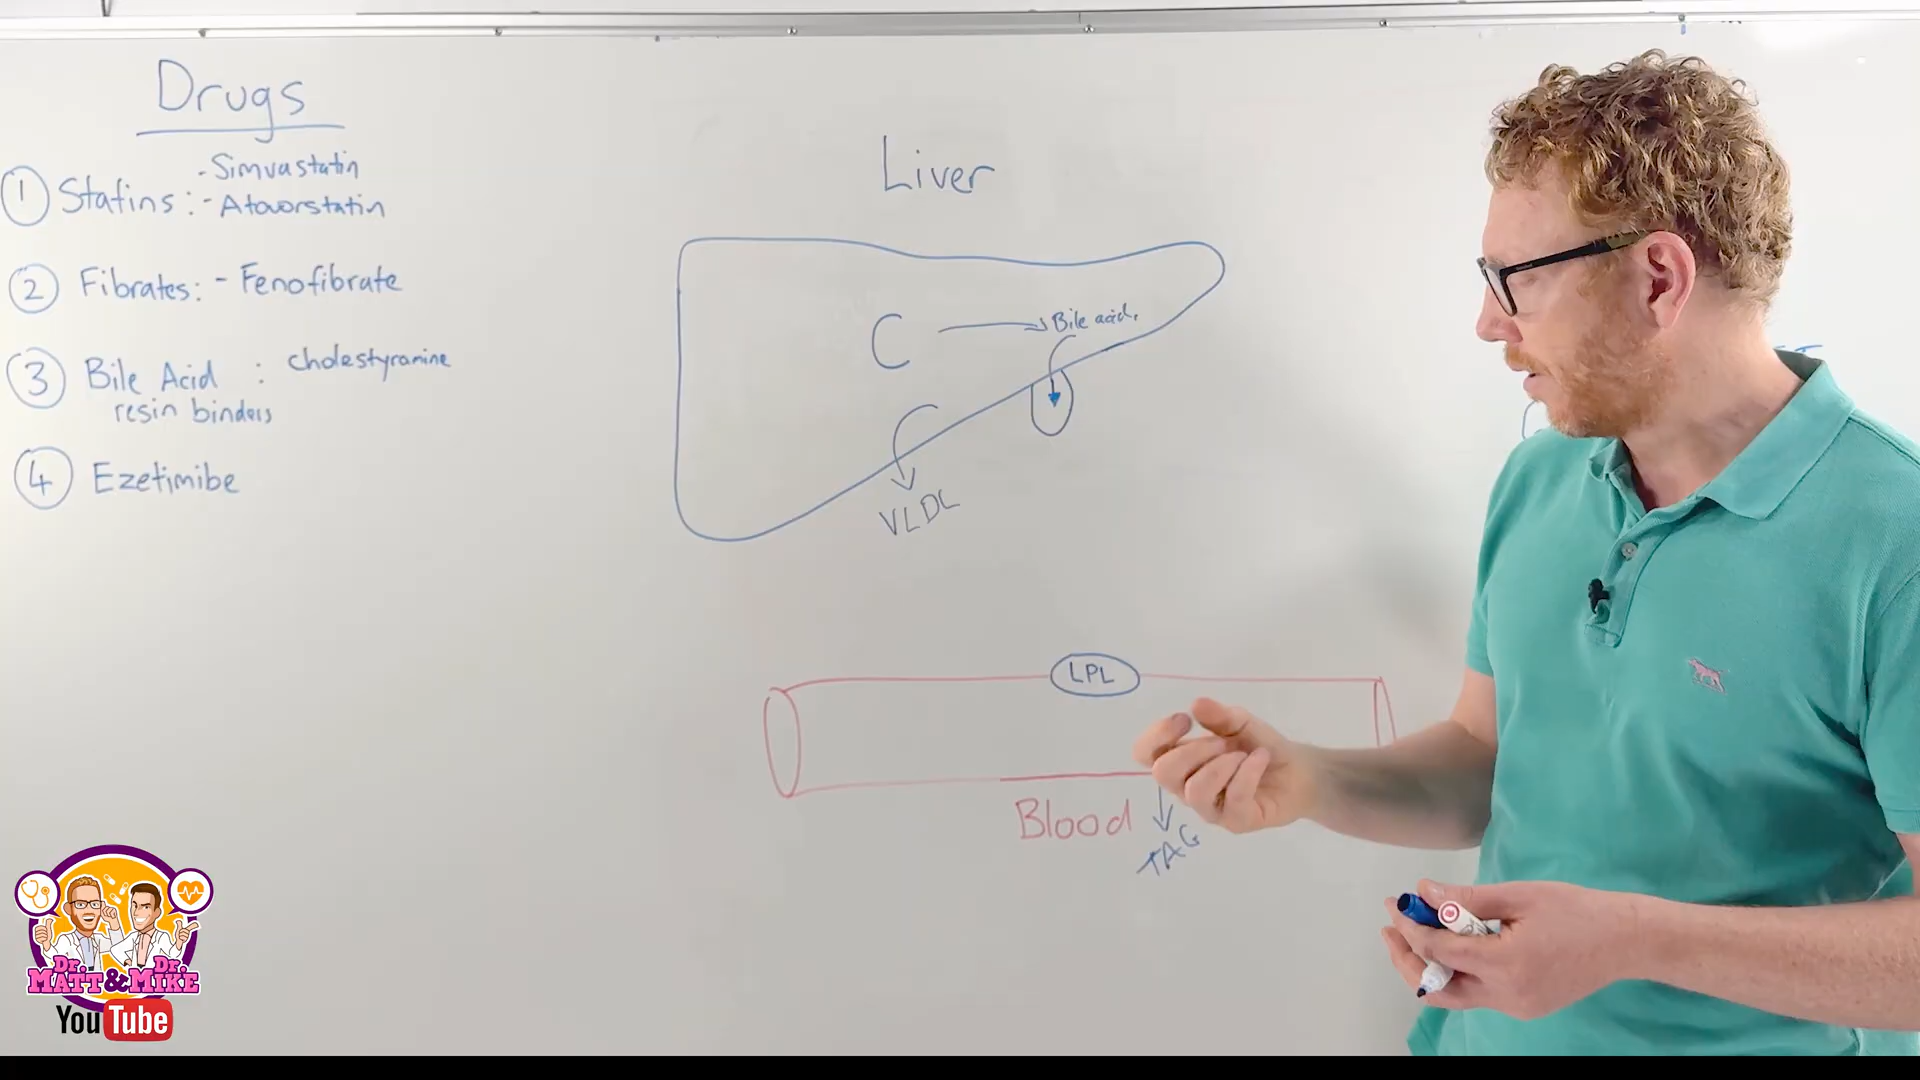 Drugs
① Statins: - Simvastatin
- Atovorstatin
② Fibrates: - Fenofibrate
③ Bile Acid : cholestyramine
resin binders
④ Ezetimibe
Liver
C → Bile acid.
VLDL
LPL
Blood
TAG
Dr. Dr.
MATT & MIKE
YouTube